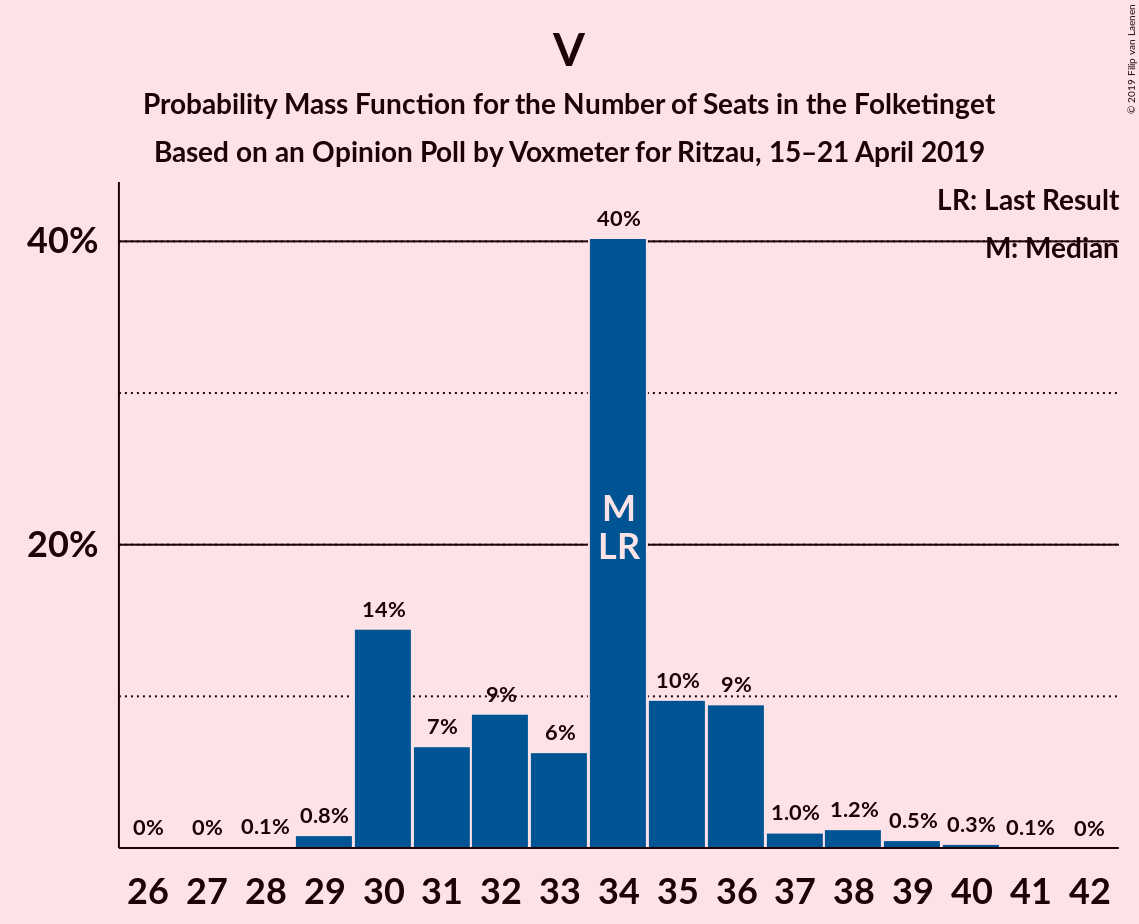 © 2019 Filip van Laenen
V
Probability Mass Function for the Number of Seats in the Folketinget
Based on an Opinion Poll by Voxmeter for Ritzau, 15–21 April 2019
LR: Last Result
M: Median
40%
20%
0% 0% 0.1% 0.8% 14% 7% 9% 6% 40% 10% 9% 1.0% 1.2% 0.5% 0.3% 0.1% 0%
M
LR
26 27 28 29 30 31 32 33 34 35 36 37 38 39 40 41 42